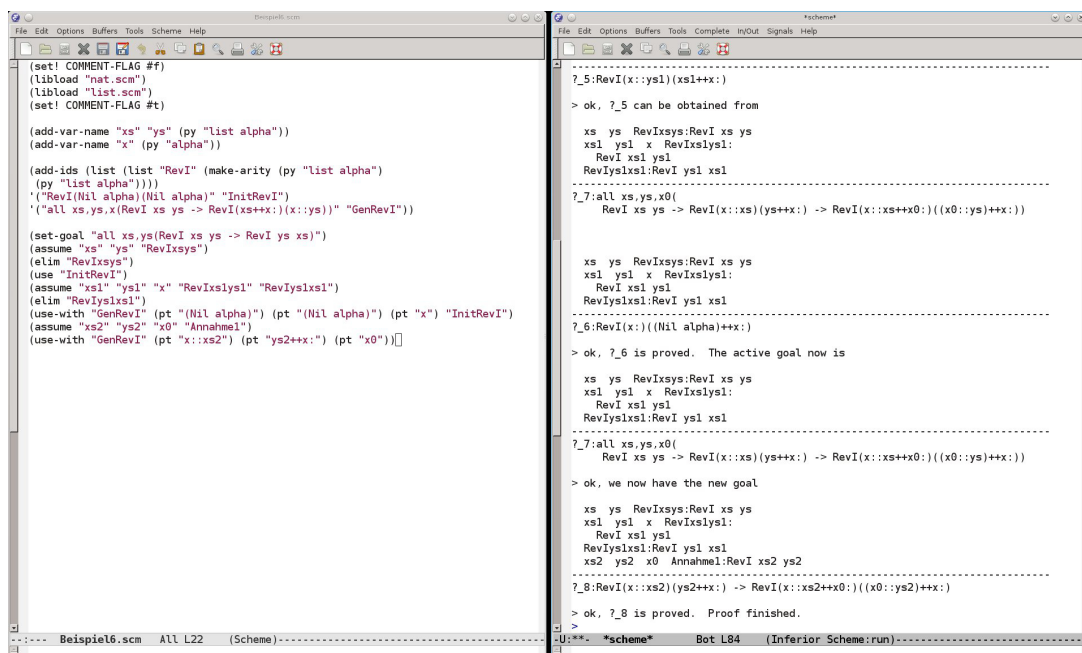 Beispiel6.scm
File Edit Options Buffers Tools Scheme Help
(set! COMMENT-FLAG #f)
(libload "nat.scm")
(libload "list.scm")
(set! COMMENT-FLAG #t)
(add-var-name "xs" "ys" (py "list alpha"))
(add-var-name "x" (py "alpha"))
(add-ids (list (list "RevI" (make-arity (py "list alpha")
(py "list alpha"))))
'("RevI(Nil alpha)(Nil alpha)" "InitRevI")
'("all xs,ys,x(RevI xs ys -> RevI(xs++x:)(x::ys))" "GenRevI"))
(set-goal "all xs,ys(RevI xs ys -> RevI ys xs)")
(assume "xs" "ys" "RevIxsys")
(elim "RevIxsys")
(use "InitRevI")
(assume "xs1" "ys1" "x" "RevIxs1ys1" "RevIys1xs1")
(elim "RevIys1xs1")
(use-with "GenRevI" (pt "(Nil alpha)") (pt "(Nil alpha)") (pt "x") "InitRevI")
(assume "xs2" "ys2" "x0" "Annahme1")
(use-with "GenRevI" (pt "x::xs2") (pt "ys2++x:") (pt "x0"))
--:--- Beispiel6.scm All L22 (Scheme)----------------------------------------
*scheme*
File Edit Options Buffers Tools Complete In/Out Signals Help
-----------------------------------------------------------------------------
?_5:RevI(x::ys1)(xs1++x:)
> ok, ?_5 can be obtained from
xs ys RevIxsys:RevI xs ys
xs1 ys1 x RevIxs1ys1:
RevI xs1 ys1
RevIys1xs1:RevI ys1 xs1
-----------------------------------------------------------------------------
?_7:all xs,ys,x0(
RevI xs ys -> RevI(x::xs)(ys++x:) -> RevI(x::xs++x0:)((x0::ys)++x:))
xs ys RevIxsys:RevI xs ys
xs1 ys1 x RevIxs1ys1:
RevI xs1 ys1
RevIys1xs1:RevI ys1 xs1
-----------------------------------------------------------------------------
?_6:RevI(x:)((Nil alpha)++x:)
> ok, ?_6 is proved. The active goal now is
xs ys RevIxsys:RevI xs ys
xs1 ys1 x RevIxs1ys1:
RevI xs1 ys1
RevIys1xs1:RevI ys1 xs1
-----------------------------------------------------------------------------
?_7:all xs,ys,x0(
RevI xs ys -> RevI(x::xs)(ys++x:) -> RevI(x::xs++x0:)((x0::ys)++x:))
> ok, we now have the new goal
xs ys RevIxsys:RevI xs ys
xs1 ys1 x RevIxs1ys1:
RevI xs1 ys1
RevIys1xs1:RevI ys1 xs1
xs2 ys2 x0 Annahme1:RevI xs2 ys2
-----------------------------------------------------------------------------
?_8:RevI(x::xs2)(ys2++x:) -> RevI(x::xs2++x0:)((x0::ys2)++x:)
> ok, ?_8 is proved. Proof finished.
>
-U:**- *scheme* Bot L84 (Inferior Scheme:run)------------------------------